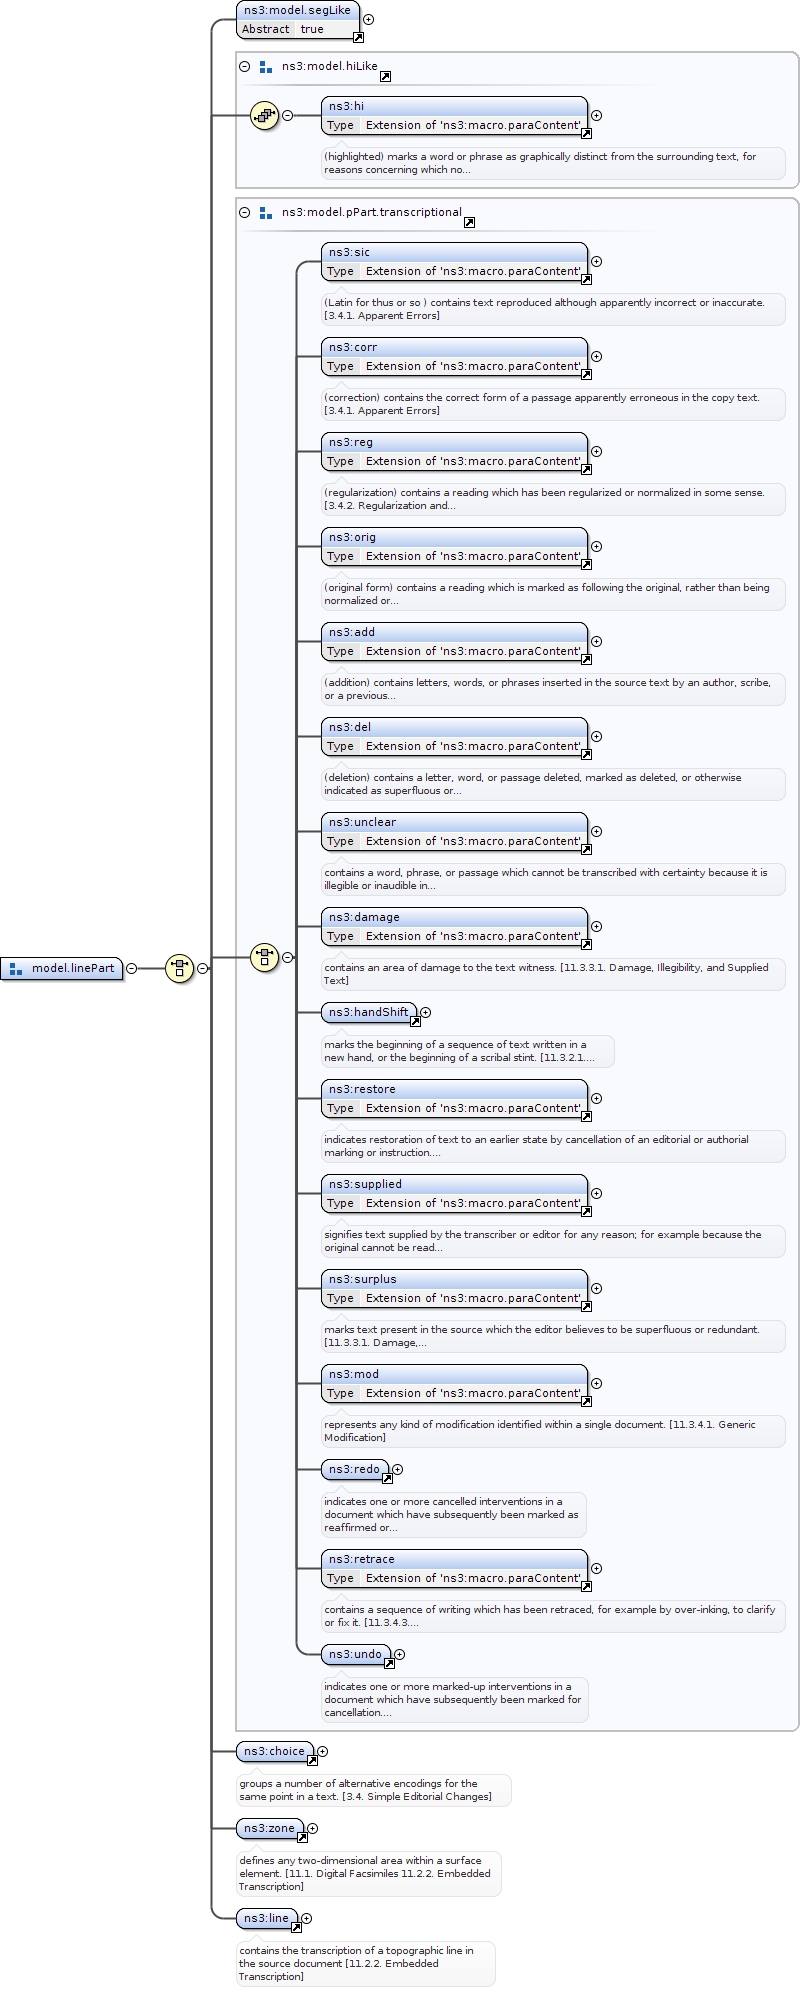 ns3:model.segLike
Abstract true
ns3:model.hiLike
ns3:hi
Type Extension of 'ns3:macro.paraContent'
(highlighted) marks a word or phrase as graphically distinct from the surrounding text, for
reasons concerning which no...
ns3:model.pPart.transcriptional
ns3:sic
Type Extension of 'ns3:macro.paraContent'
(Latin for thus or so ) contains text reproduced although apparently incorrect or inaccurate.
[3.4.1. Apparent Errors]
ns3:corr
Type Extension of 'ns3:macro.paraContent'
(correction) contains the correct form of a passage apparently erroneous in the copy text.
[3.4.1. Apparent Errors]
ns3:reg
Type Extension of 'ns3:macro.paraContent'
(regularization) contains a reading which has been regularized or normalized in some sense.
[3.4.2. Regularization and...
ns3:orig
Type Extension of 'ns3:macro.paraContent'
(original form) contains a reading which is marked as following the original, rather than being
normalized or...
ns3:add
Type Extension of 'ns3:macro.paraContent'
(addition) contains letters, words, or phrases inserted in the source text by an author, scribe,
or a previous...
ns3:del
Type Extension of 'ns3:macro.paraContent'
(deletion) contains a letter, word, or passage deleted, marked as deleted, or otherwise
indicated as superfluous or...
ns3:unclear
Type Extension of 'ns3:macro.paraContent'
contains a word, phrase, or passage which cannot be transcribed with certainty because it is
illegible or inaudible in...
ns3:damage
Type Extension of 'ns3:macro.paraContent'
contains an area of damage to the text witness. [11.3.3.1. Damage, Illegibility, and Supplied
Text]
model.linePart
ns3:handShift
marks the beginning of a sequence of text written in a
new hand, or the beginning of a scribal stint. [11.3.2.1....
ns3:restore
Type Extension of 'ns3:macro.paraContent'
indicates restoration of text to an earlier state by cancellation of an editorial or authorial
marking or instruction....
ns3:supplied
Type Extension of 'ns3:macro.paraContent'
signifies text supplied by the transcriber or editor for any reason; for example because the
original cannot be read...
ns3:surplus
Type Extension of 'ns3:macro.paraContent'
marks text present in the source which the editor believes to be superfluous or redundant.
[11.3.3.1. Damage,...
ns3:mod
Type Extension of 'ns3:macro.paraContent'
represents any kind of modification identified within a single document. [11.3.4.1. Generic
Modification]
ns3:redo
indicates one or more cancelled interventions in a
document which have subsequently been marked as
reaffirmed or...
ns3:retrace
Type Extension of 'ns3:macro.paraContent'
contains a sequence of writing which has been retraced, for example by over-inking, to clarify
or fix it. [11.3.4.3....
ns3:undo
indicates one or more marked-up interventions in a
document which have subsequently been marked for
cancellation....
ns3:choice
groups a number of alternative encodings for the
same point in a text. [3.4. Simple Editorial Changes]
ns3:zone
defines any two-dimensional area within a surface
element. [11.1. Digital Facsimiles 11.2.2. Embedded
Transcription]
ns3:line
contains the transcription of a topographic line in
the source document [11.2.2. Embedded
Transcription]